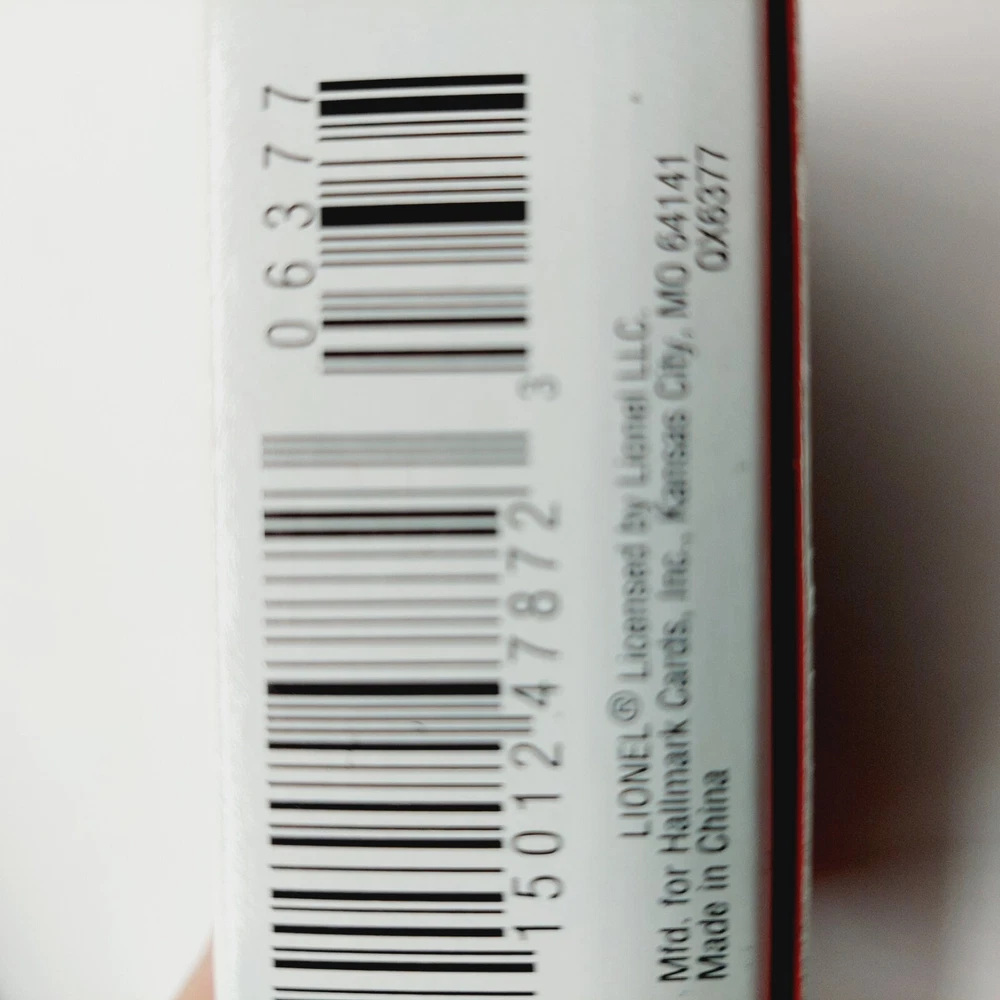 15012 47872 3
06377
LIONEL® Licensed by Lionel LLC.
Mfd. for Hallmark Cards, Inc., Kansas City, MO 64141
Made in China
QX6377